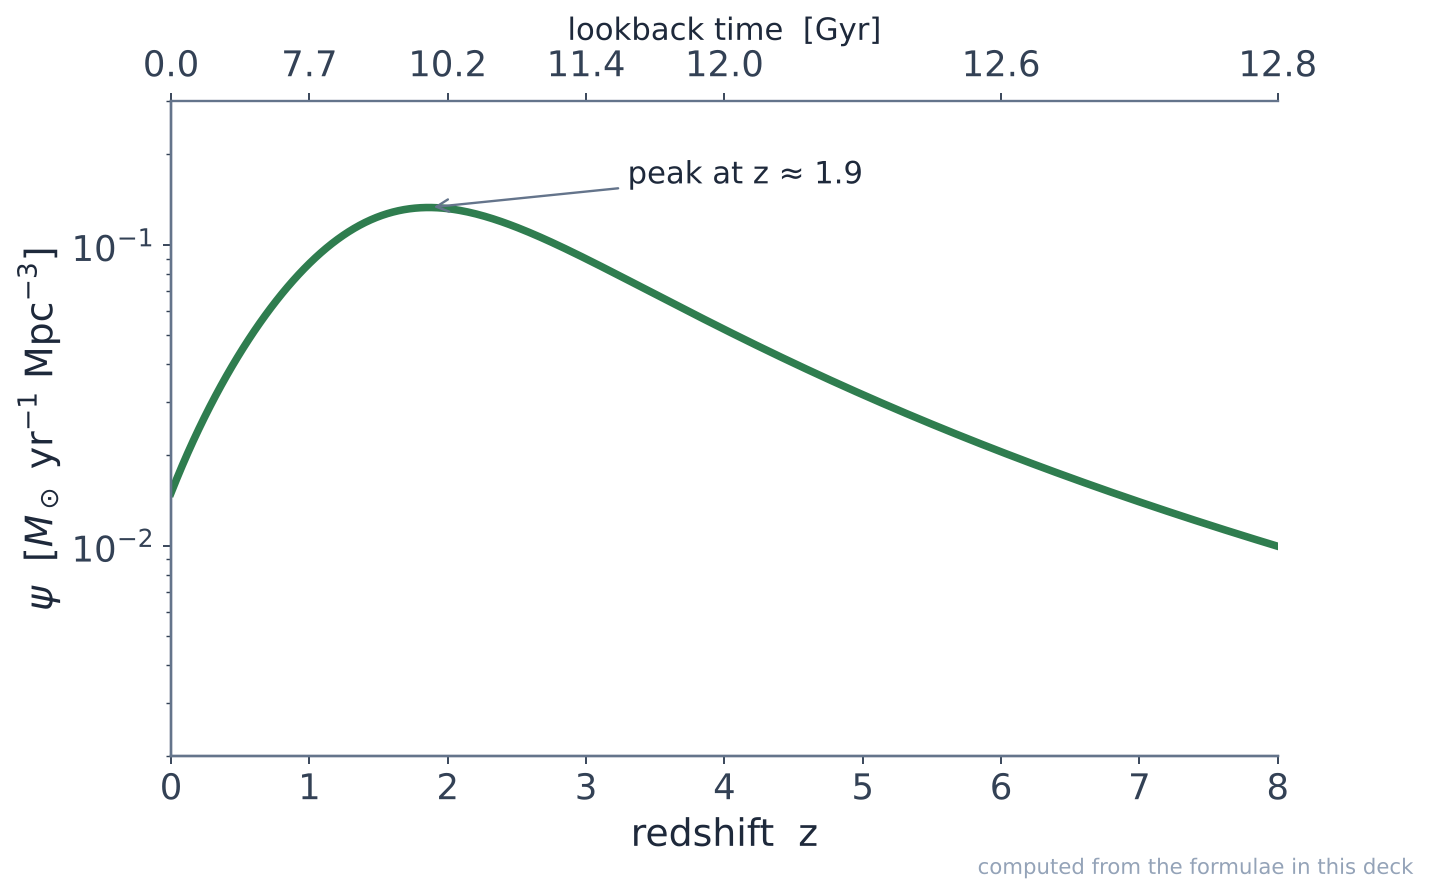 lookback time [Gyr]
0.0 7.7 10.2 11.4 12.0 12.6 12.8
peak at z ≈ 1.9
10⁻¹
10⁻²
ψ [M⊙ yr⁻¹ Mpc⁻³]
0 1 2 3 4 5 6 7 8
redshift z
computed from the formulae in this deck